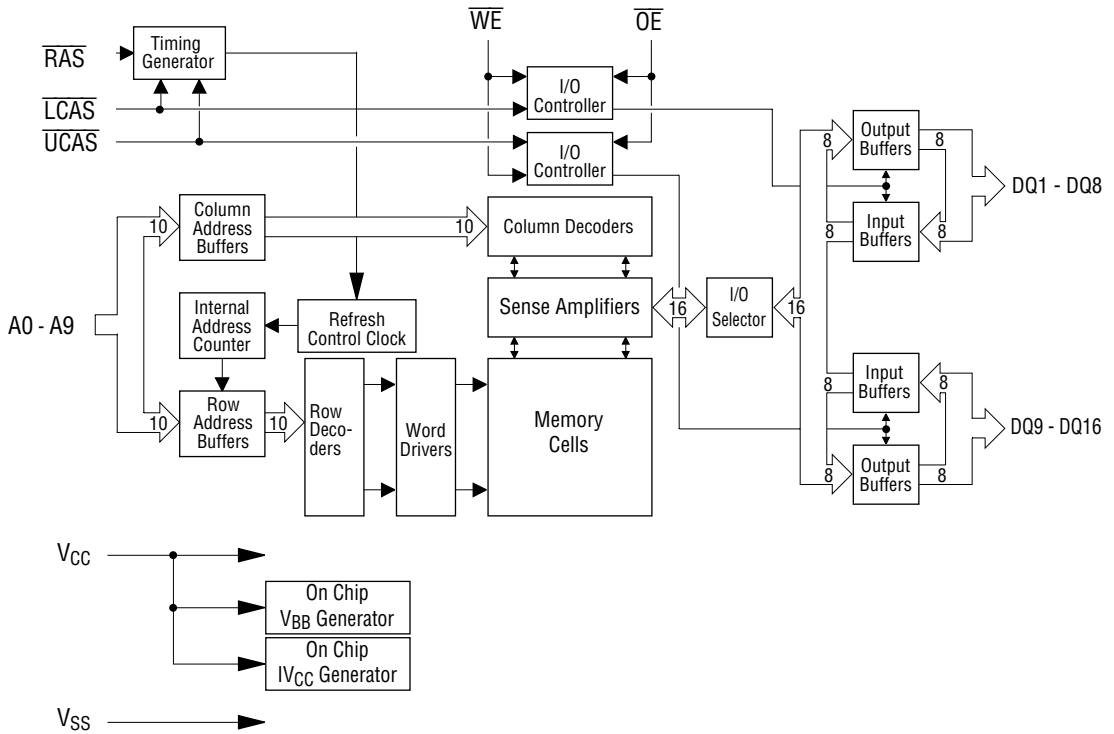 WE
OE
RAS
Timing
Generator
LCAS
UCAS
I/O
Controller
I/O
Controller
Output
Buffers
8
8
DQ1 - DQ8
Input
Buffers
8
8
10
Column
Address
Buffers
10
Column Decoders
A0 - A9
Internal
Address
Counter
Refresh
Control Clock
Sense Amplifiers
16
I/O
Selector
16
10
Row
Address
Buffers
10
Row
Deco-
ders
Word
Drivers
Memory
Cells
Input
Buffers
8
8
DQ9 - DQ16
Output
Buffers
8
8
VCC
On Chip
VBB Generator
On Chip
IVCC Generator
VSS